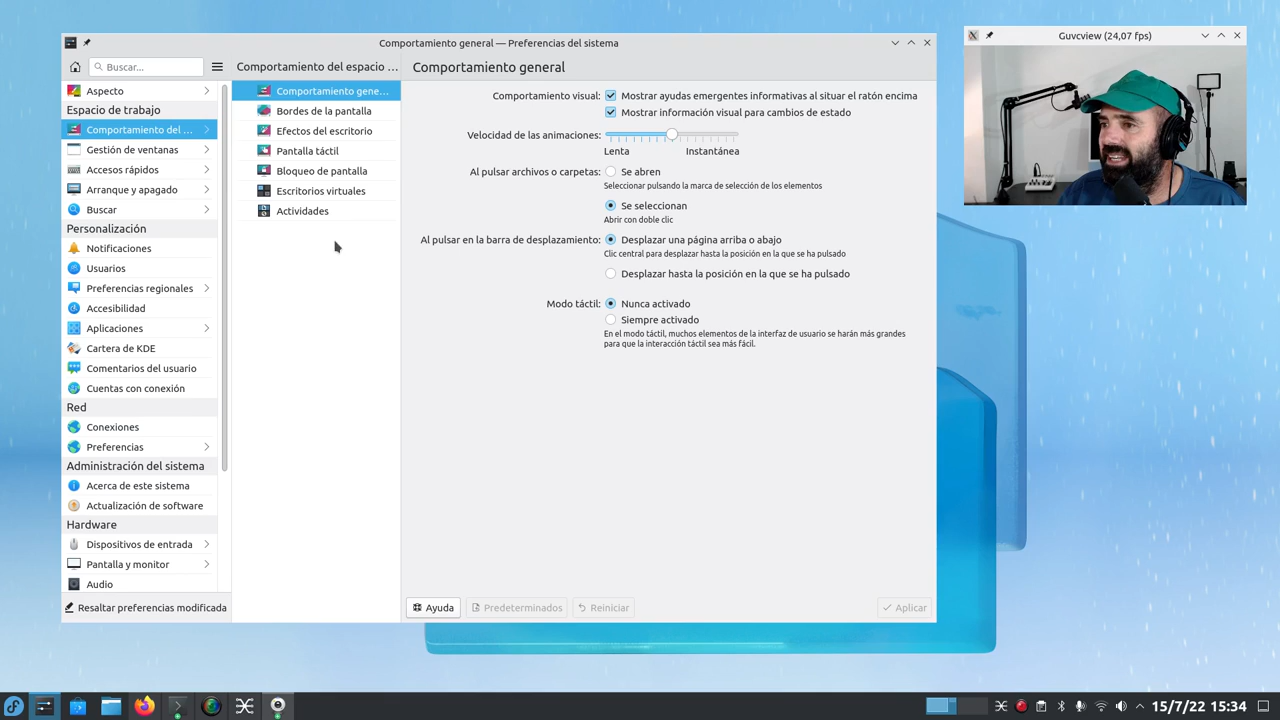 Comportamiento general — Preferencias del sistema
Buscar...
Comportamiento del espacio ...
Comportamiento general
Aspecto
Espacio de trabajo
Comportamiento del ...
Gestión de ventanas
Accesos rápidos
Arranque y apagado
Buscar
Personalización
Notificaciones
Usuarios
Preferencias regionales
Accesibilidad
Aplicaciones
Cartera de KDE
Comentarios del usuario
Cuentas con conexión
Red
Conexiones
Preferencias
Administración del sistema
Acerca de este sistema
Actualización de software
Hardware
Dispositivos de entrada
Pantalla y monitor
Audio
Resaltar preferencias modificada
Comportamiento gene...
Bordes de la pantalla
Efectos del escritorio
Pantalla táctil
Bloqueo de pantalla
Escritorios virtuales
Actividades
Comportamiento visual:
Mostrar ayudas emergentes informativas al situar el ratón encima
Mostrar información visual para cambios de estado
Velocidad de las animaciones:
Lenta Instantánea
Al pulsar archivos o carpetas:
Se abren
Seleccionar pulsando la marca de selección de los elementos
Se seleccionan
Abrir con doble clic
Al pulsar en la barra de desplazamiento:
Desplazar una página arriba o abajo
Clic central para desplazar hasta la posición en la que se ha pulsado
Desplazar hasta la posición en la que se ha pulsado
Modo táctil:
Nunca activado
Siempre activado
En el modo táctil, muchos elementos de la interfaz de usuario se harán más grandes
para que la interacción táctil sea más fácil.
Ayuda
Predeterminados
Reiniciar
Aplicar
Guvcview (24,07 fps)
15/7/22 15:34